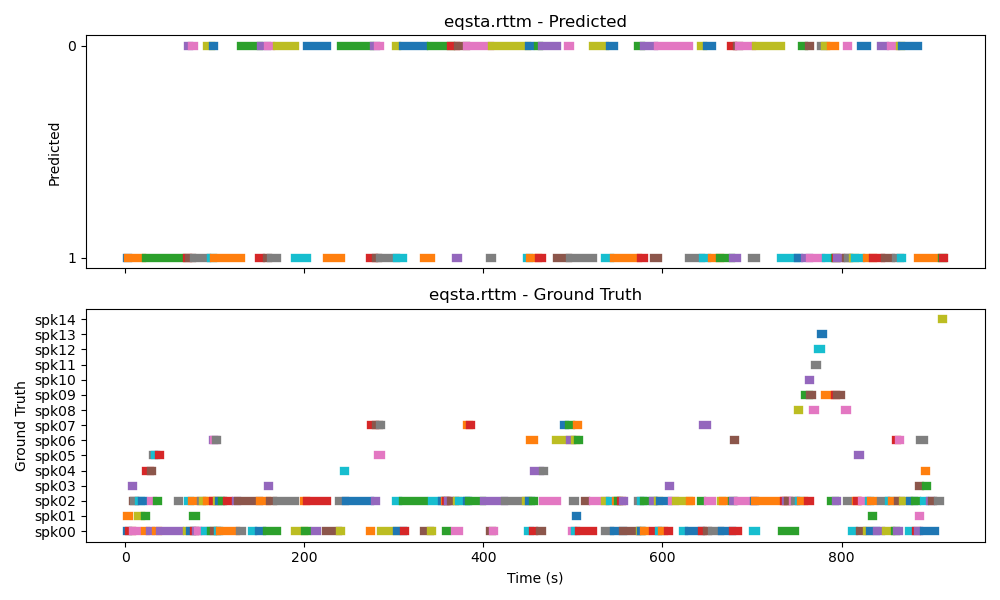 eqsta.rttm - Predicted
0
1
Predicted
eqsta.rttm - Ground Truth
spk14
spk13
spk12
spk11
spk10
spk09
spk08
spk07
spk06
spk05
spk04
spk03
spk02
spk01
spk00
Ground Truth
0 200 400 600 800
Time (s)